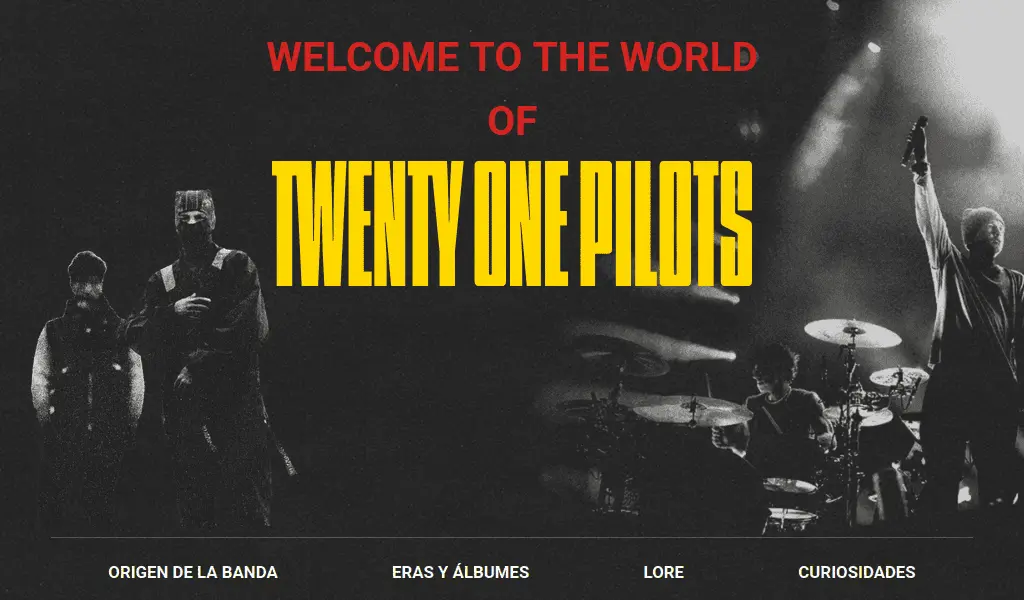 WELCOME TO THE WORLD
OF
TWENTY ONE PILOTS
ORIGEN DE LA BANDA
ERAS Y ÁLBUMES
LORE
CURIOSIDADES